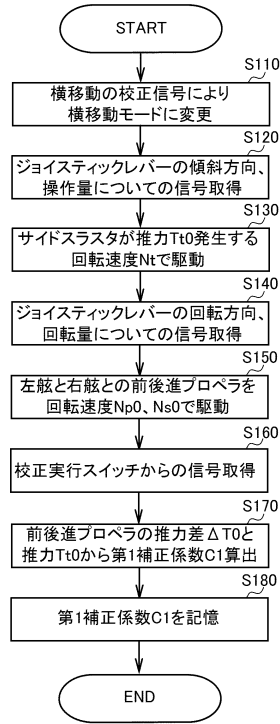 START
S110
横移動の校正信号により
横移動モードに変更
S120
ジョイスティックレバーの傾斜方向、
操作量についての信号取得
S130
サイドスラスタが推力Tt0発生する
回転速度Ntで駆動
S140
ジョイスティックレバーの回転方向、
回転量についての信号取得
S150
左舷と右舷との前後進プロペラを
回転速度Np0、Ns0で駆動
S160
校正実行スイッチからの信号取得
S170
前後進プロペラの推力差ΔT0と
推力Tt0から第1補正係数C1算出
S180
第1補正係数C1を記憶
END